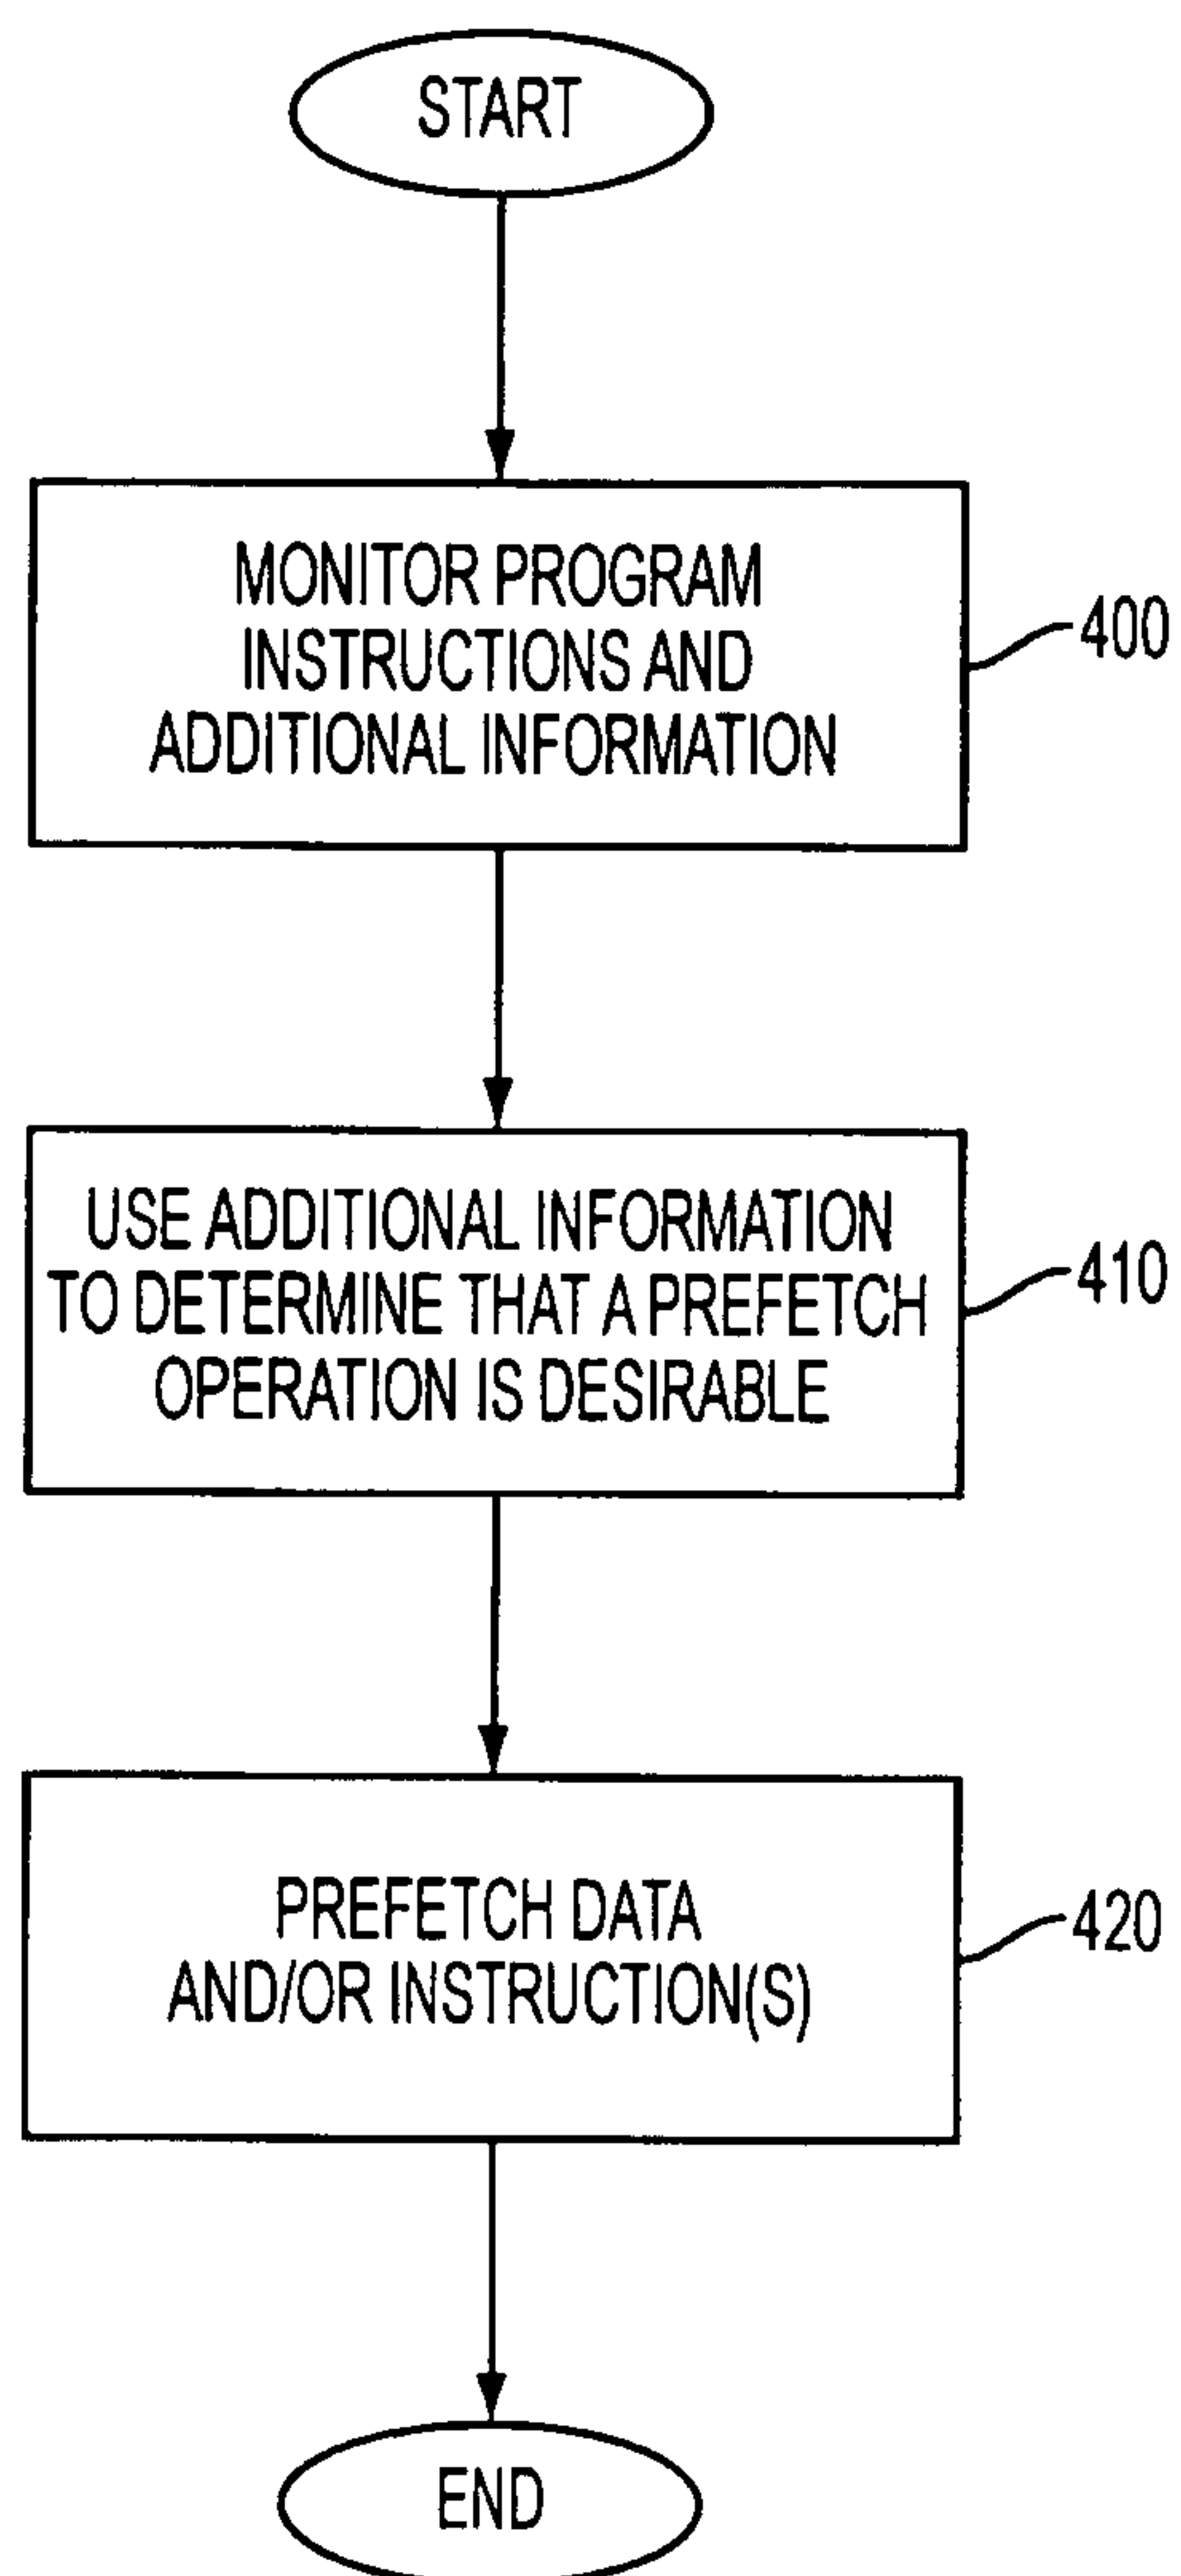 START
MONITOR PROGRAM
INSTRUCTIONS AND
ADDITIONAL INFORMATION
400
USE ADDITIONAL INFORMATION
TO DETERMINE THAT A PREFETCH
OPERATION IS DESIRABLE
410
PREFETCH DATA
AND/OR INSTRUCTION(S)
420
END